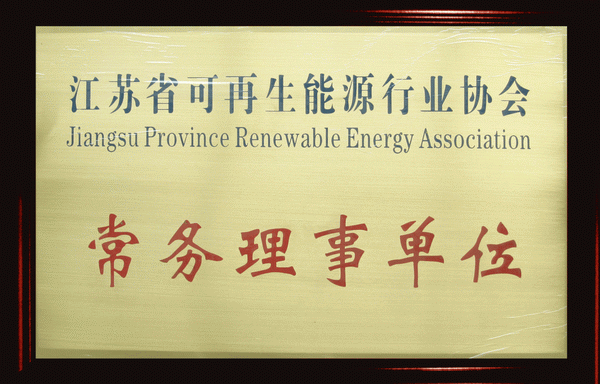 江苏省可再生能源行业协会
Jiangsu Province Renewable Energy Association
常务理事单位